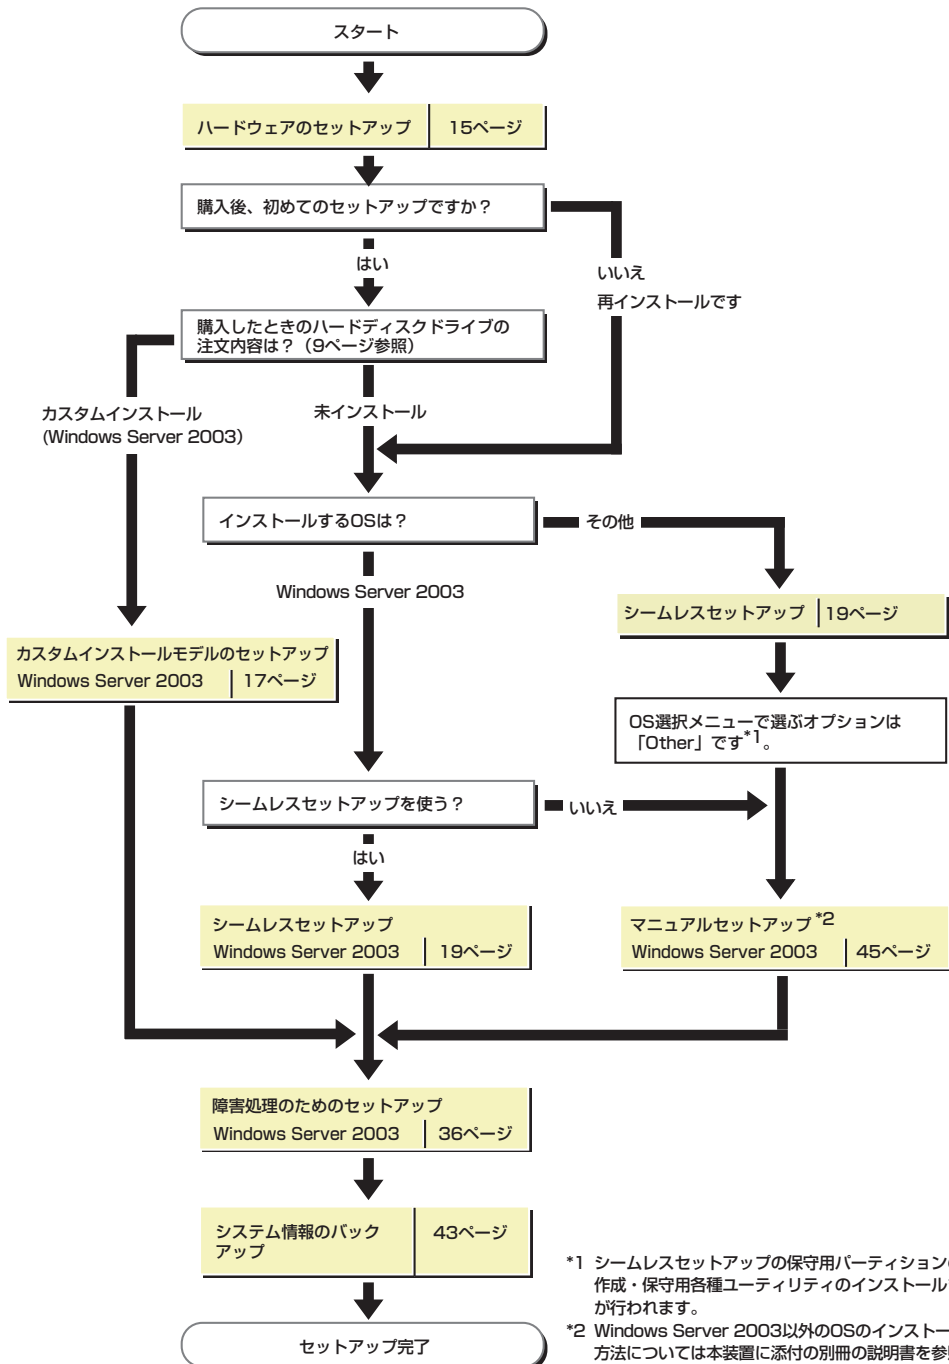 スタート
ハードウェアのセットアップ 15ページ
購入後、初めてのセットアップですか？
はい
いいえ
再インストールです
購入したときのハードディスクドライブの
注文内容は？（9ページ参照）
カスタムインストール
(Windows Server 2003)
未インストール
インストールするOSは？
その他
Windows Server 2003
シームレスセットアップ 19ページ
カスタムインストールモデルのセットアップ
Windows Server 2003 17ページ
OS選択メニューで選ぶオプションは
「Other」です*1。
シームレスセットアップを使う？
いいえ
はい
シームレスセットアップ
Windows Server 2003 19ページ
マニュアルセットアップ*2
Windows Server 2003 45ページ
障害処理のためのセットアップ
Windows Server 2003 36ページ
システム情報のバック
アップ
43ページ
*1 シームレスセットアップの保守用パーティション
作成・保守用各種ユーティリティのインストール
が行われます。
*2 Windows Server 2003以外のOSのインストー
方法については本装置に添付の別冊の説明書を参
セットアップ完了